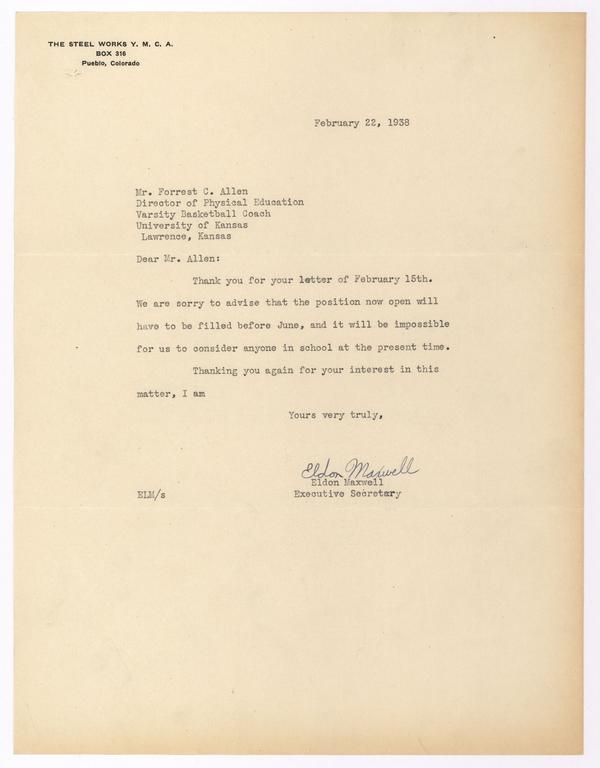 THE STEEL WORKS Y. M. C. A.
BOX 316
Pueblo, Colorado
February 22, 1938
Mr. Forrest C. Allen
Director of Physical Education
Varsity Basketball Coach
University of Kansas
Lawrence, Kansas
Dear Mr. Allen:
Thank you for your letter of February 15th.
We are sorry to advise that the position now open will
have to be filled before June, and it will be impossible
for us to consider anyone in school at the present time.
Thanking you again for your interest in this
matter, I am
Yours very truly,
Eldon Maxwell
Eldon Maxwell
ELM/s Executive Secretary